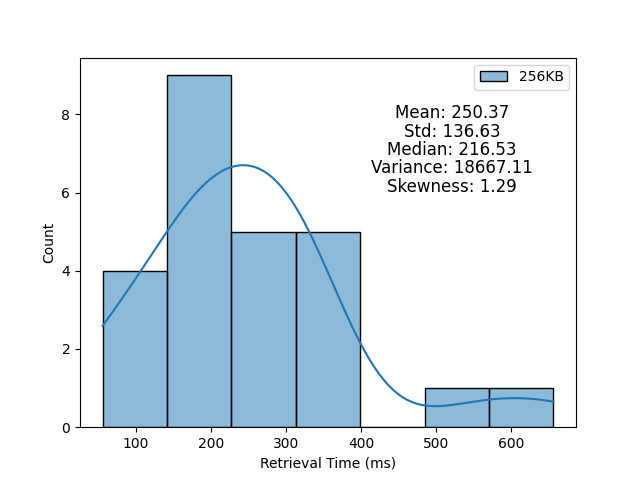 256KB
Mean: 250.37
Std: 136.63
Median: 216.53
Variance: 18667.11
Skewness: 1.29
8
6
4
2
0
Count
100 200 300 400 500 600
Retrieval Time (ms)